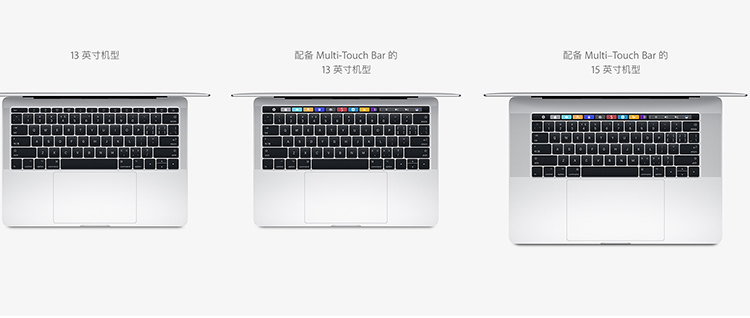 13 英寸机型
配备 Multi-Touch Bar 的
13 英寸机型
配备 Multi–Touch Bar 的
15 英寸机型